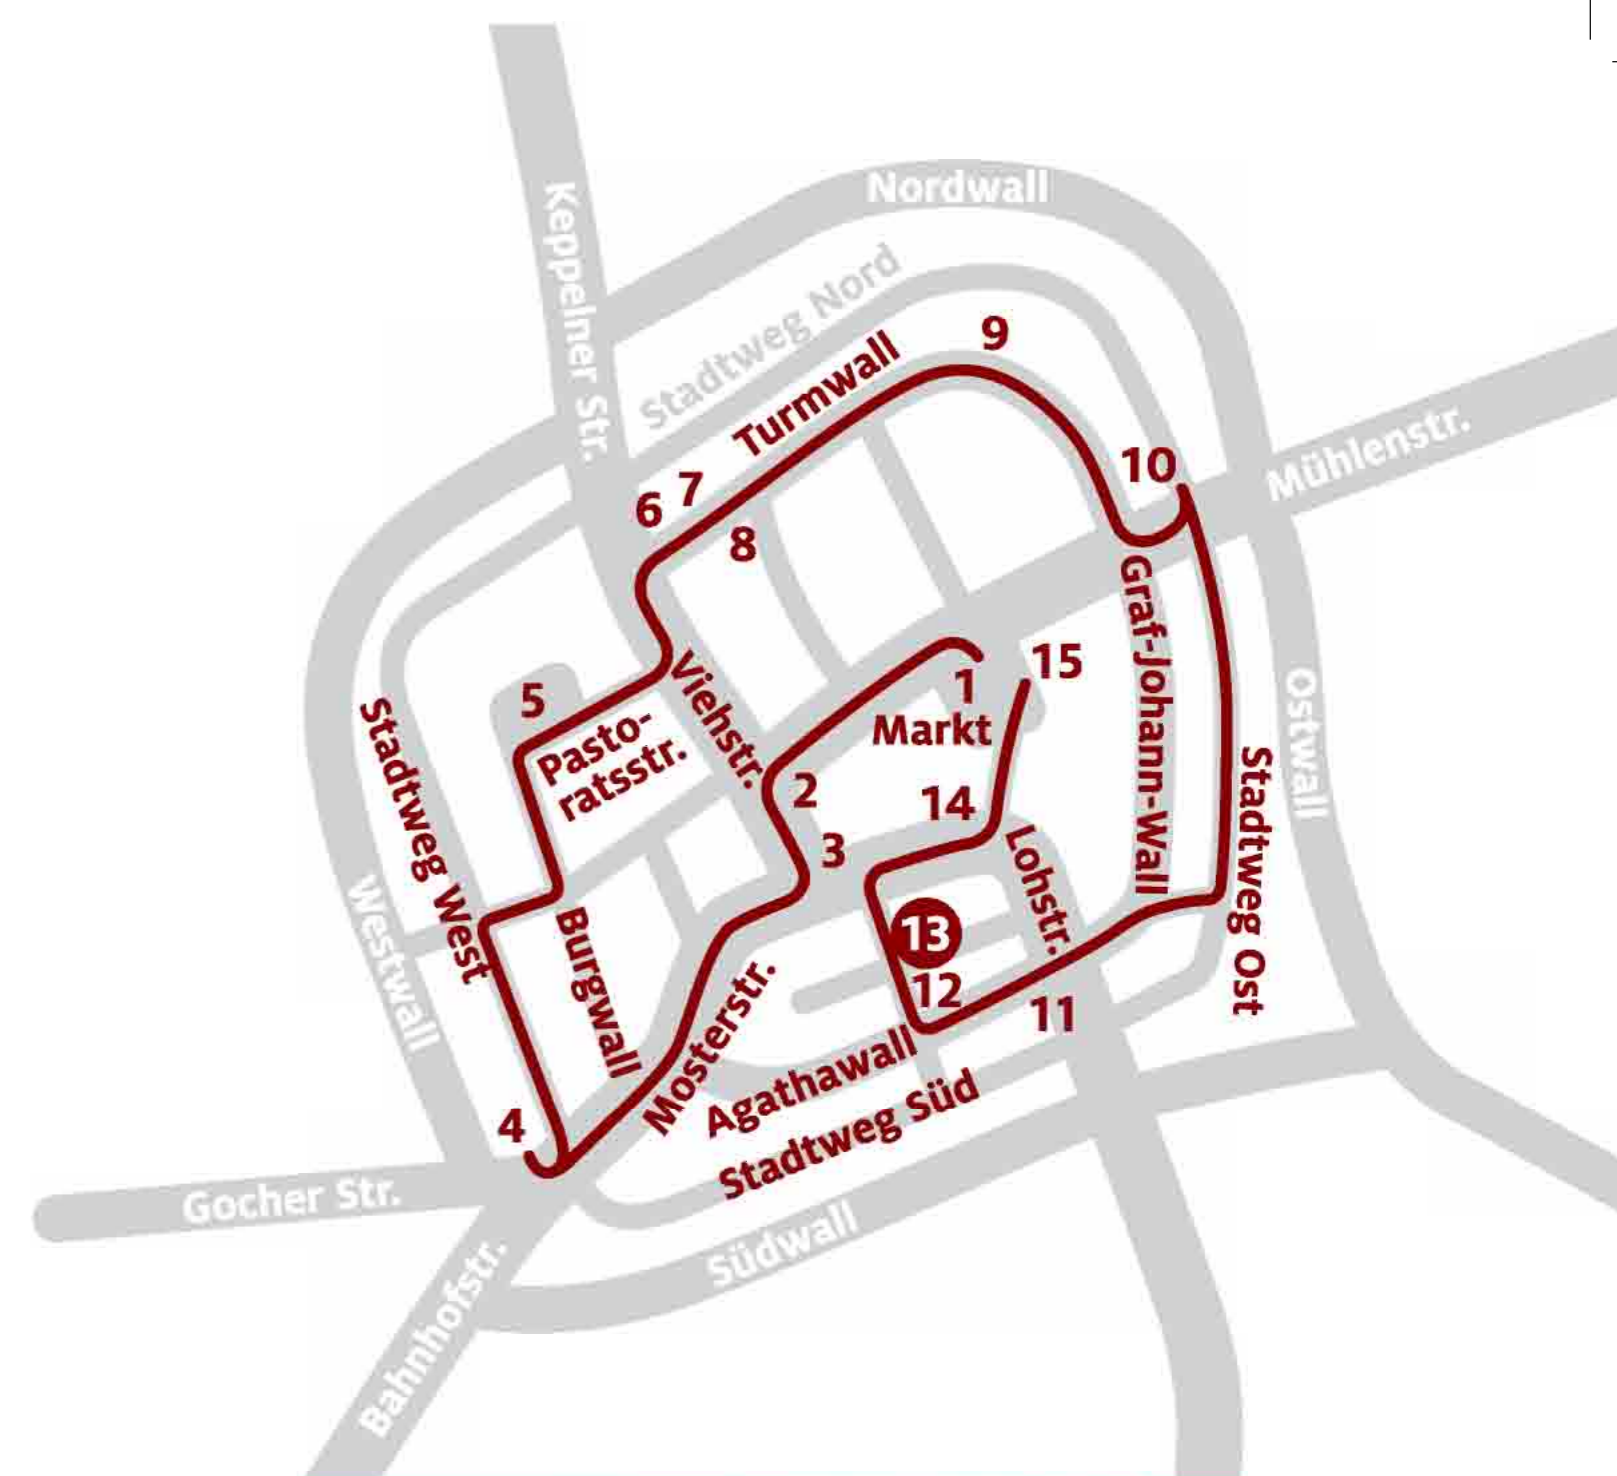 Nordwall
Keppelner Str.
Stadtweg Nord
Turmwall
9
10
Mühlenstr.
6
7
8
Graf-Johann-Wall
15
1
Markt
5
Viehstr.
Pasto-
ratsstr.
Stadtweg West
2
14
3
Lohstr.
Ostwall
Stadtweg Ost
Westwall
Burgwall
13
12
11
Mosterstr.
Agathawall
Stadtweg Süd
4
Gocher Str.
Südwall
Bahnhofstr.